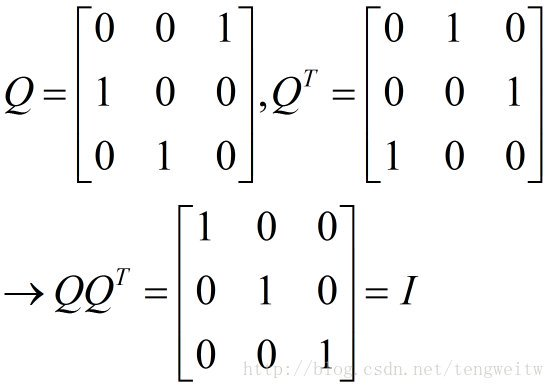 Q = [0 0 1; 1 0 0; 0 1 0], Q^T = [0 1 0; 0 0 1; 1 0 0]
→ QQ^T = [1 0 0; 0 1 0; 0 0 1] = I
http://blog.csdn.net/tengweitw